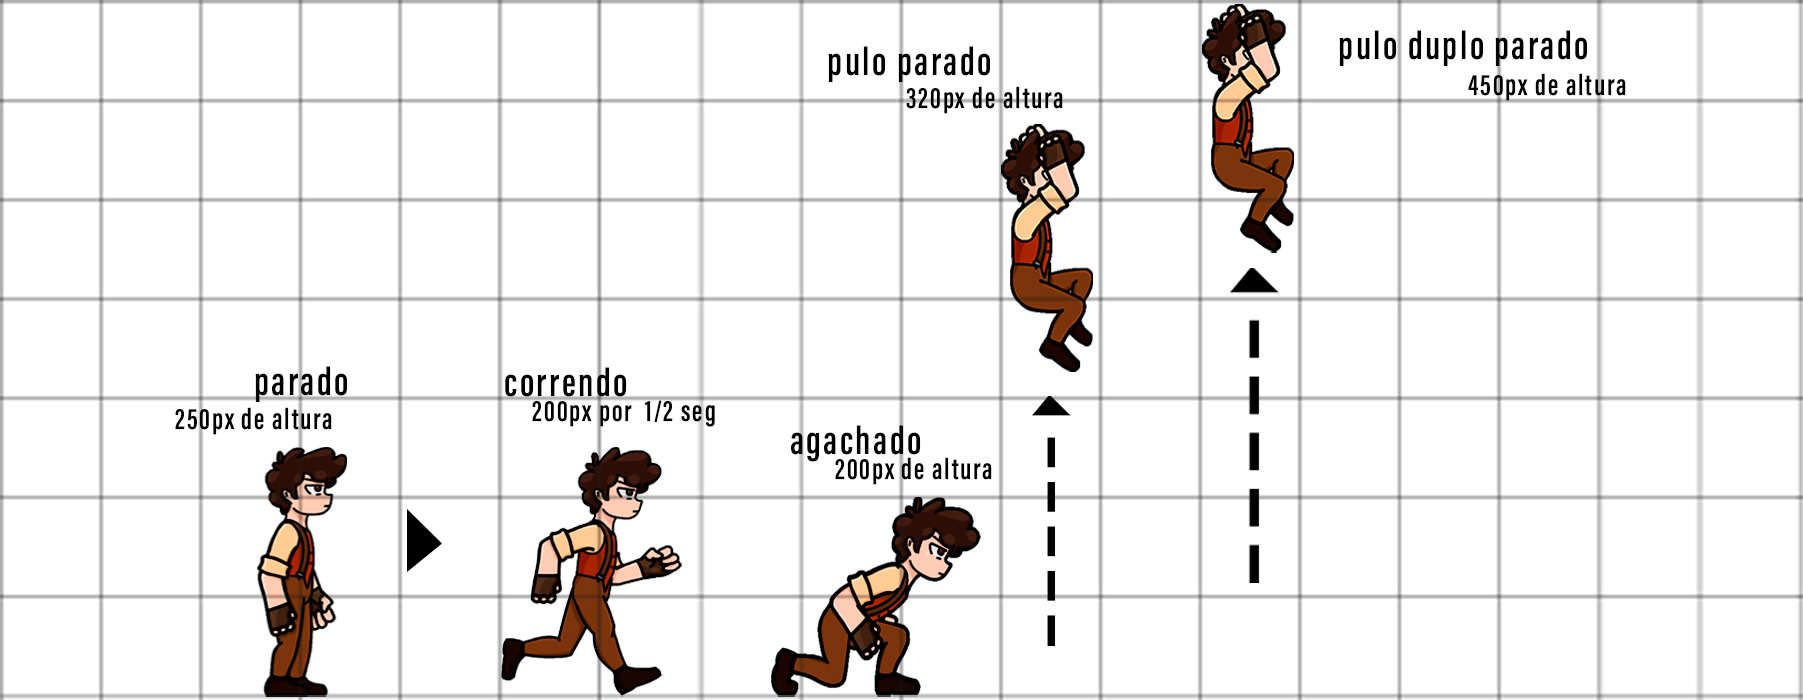 parado
250px de altura
correndo
200px por 1/2 seg
agachado
200px de altura
pulo parado
320px de altura
pulo duplo parado
450px de altura